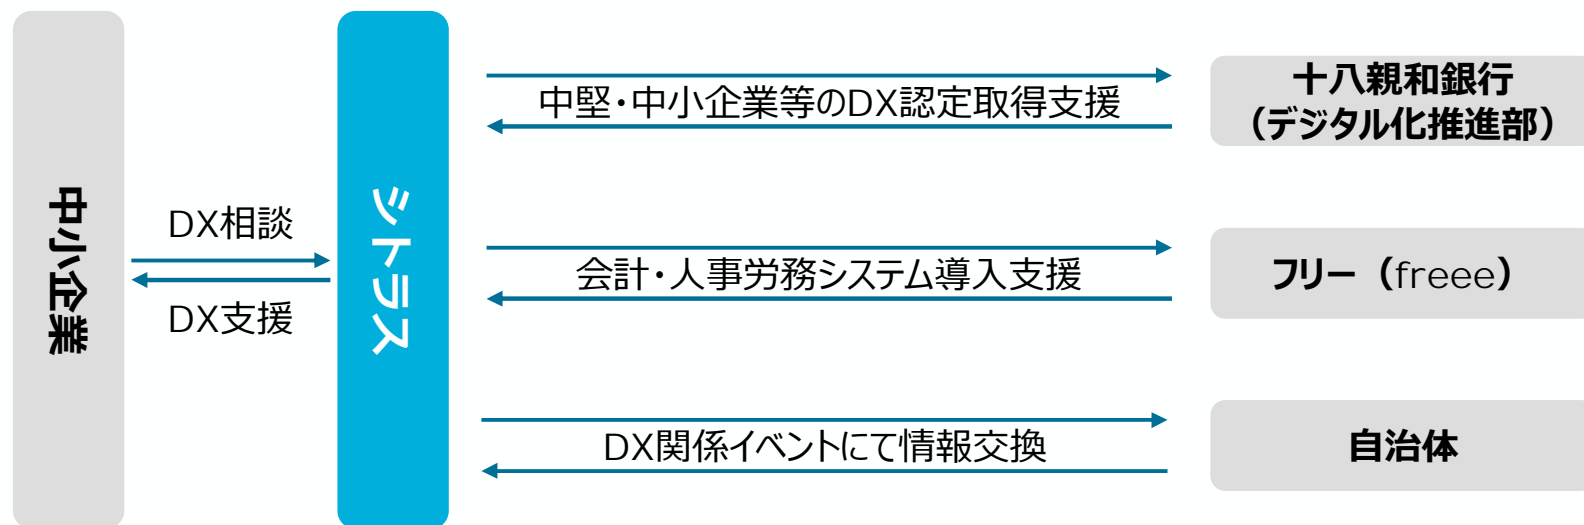 中小企業
DX相談
DX支援
シトラス
中堅・中小企業等のDX認定取得支援
十八親和銀行
（デジタル化推進部）
会計・人事労務システム導入支援
フリー（freee）
DX関係イベントにて情報交換
自治体